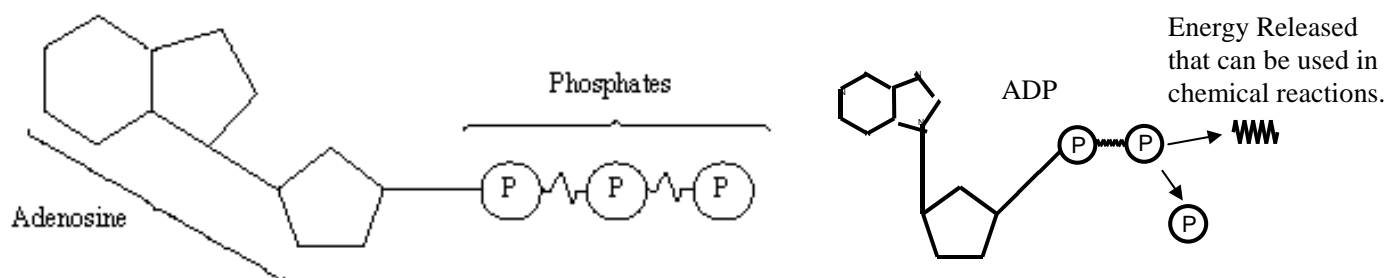 Phosphates
P P P
Adenosine
Energy Released
that can be used in
chemical reactions.
ADP
P P
P